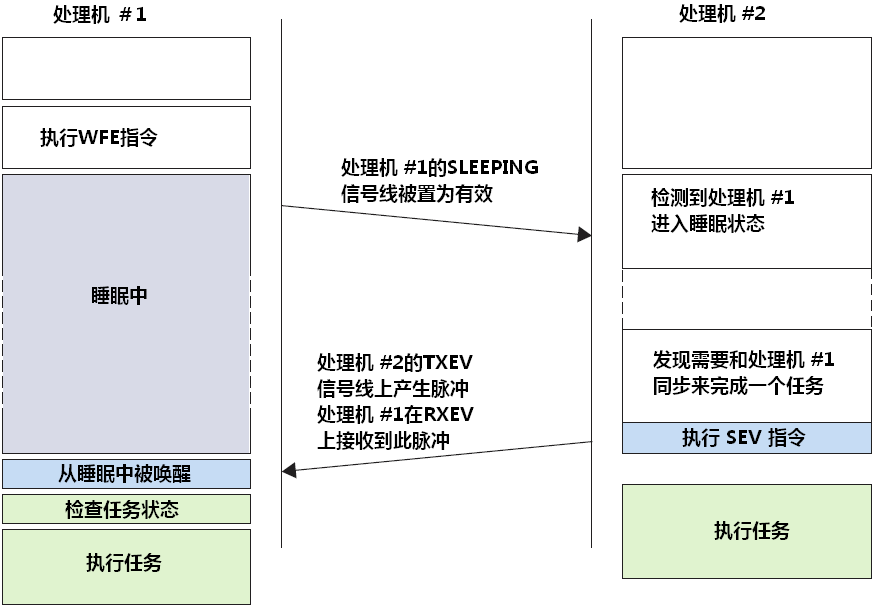 处理机 #1
处理机 #2
执行WFE指令
处理机 #1的SLEEPING
信号线被置为有效
检测到处理机 #1
进入睡眠状态
睡眠中
处理机 #2的TXEV
信号线上产生脉冲
处理机 #1在RXEV
上接收到此脉冲
发现需要和处理机 #1
同步来完成一个任务
执行 SEV 指令
从睡眠中被唤醒
检查任务状态
执行任务
执行任务